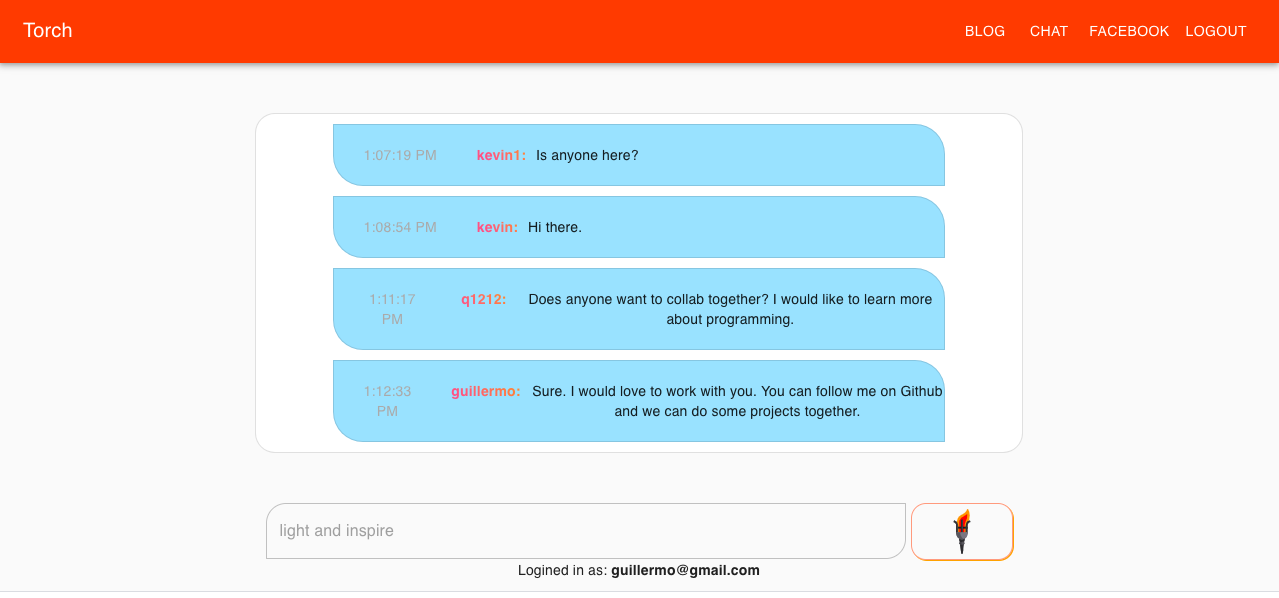 Torch
BLOG CHAT FACEBOOK LOGOUT
1:07:19 PM kevin1: Is anyone here?
1:08:54 PM kevin: Hi there.
1:11:17 q1212: Does anyone want to collab together? I would like to learn more
PM about programming.
1:12:33 guillermo: Sure. I would love to work with you. You can follow me on Github
PM and we can do some projects together.
light and inspire
Logined in as: guillermo@gmail.com